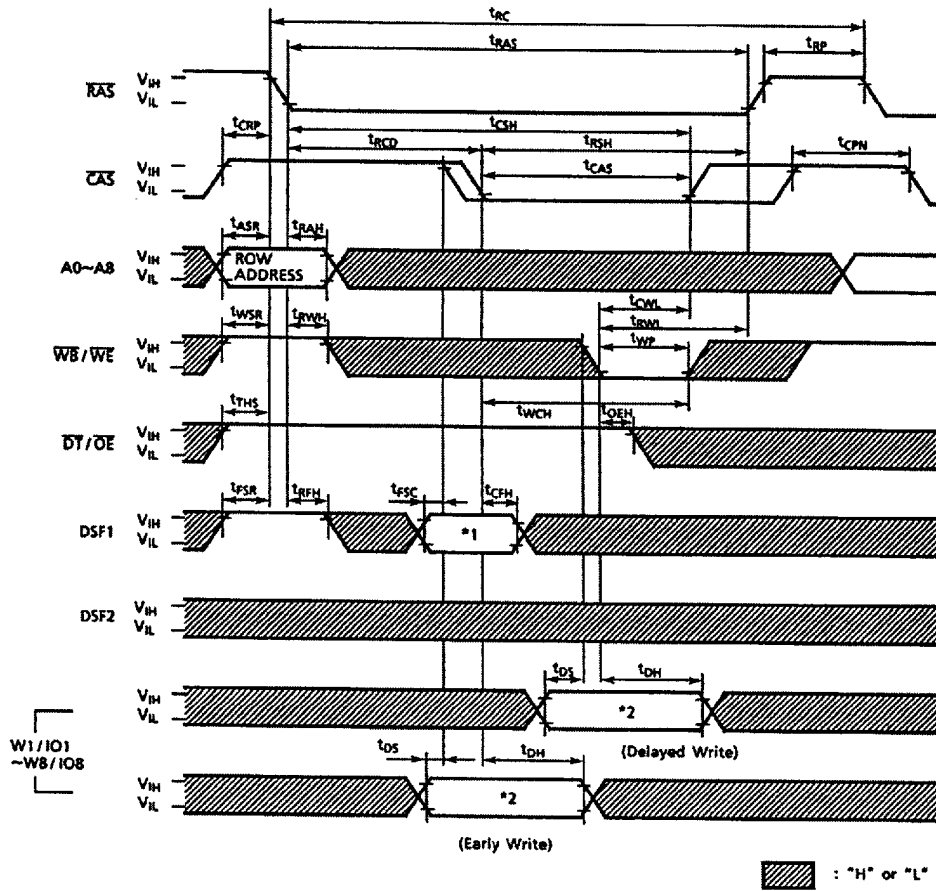 tRC
tRAS
tRP
RAS
VIH
VIL
tCRP
tCSH
tRCD
tRSH
tCPN
CAS
VIH
VIL
tCAS
tASR
tRAH
A0~A8
VIH
VIL
ROW
ADDRESS
tCWL
tWSR
tRWH
tRWL
WB/WE
VIH
VIL
tWP
tTHS
tWCH
tOEH
DT/OE
VIH
VIL
tFSR
tRFH
tFSC
tCFH
DSF1
VIH
VIL
*1
DSF2
VIH
VIL
tDS
tDH
VIH
VIL
*2
W1/IO1
~W8/IO8
(Delayed Write)
tDS
tDH
VIH
VIL
*2
(Early Write)
: "H" or "L"